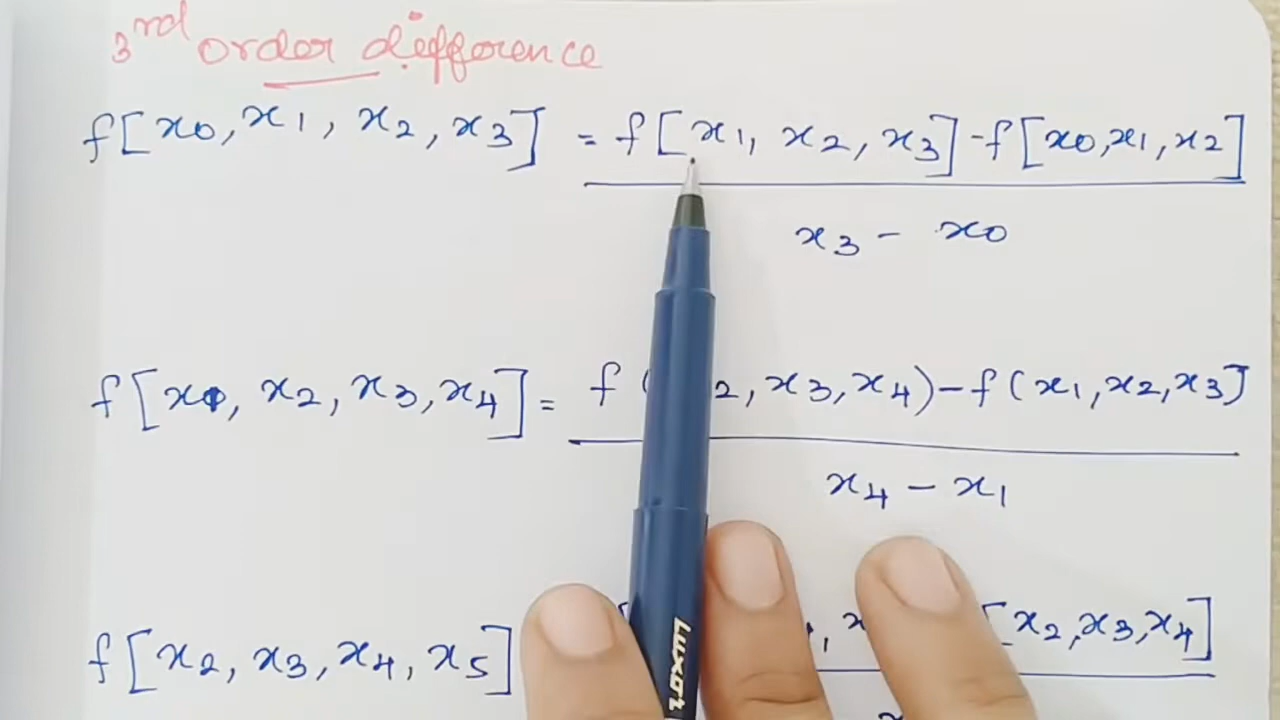 3rd order difference
f[x0, x1, x2, x3] = f[x1, x2, x3] - f[x0, x1, x2]
x3 - x0
f[x1, x2, x3, x4] = f( 2, x3, x4) - f(x1, x2, x3]
x4 - x1
f[x2, x3, x4, x5] [x2, x3, x4]
LUXOR